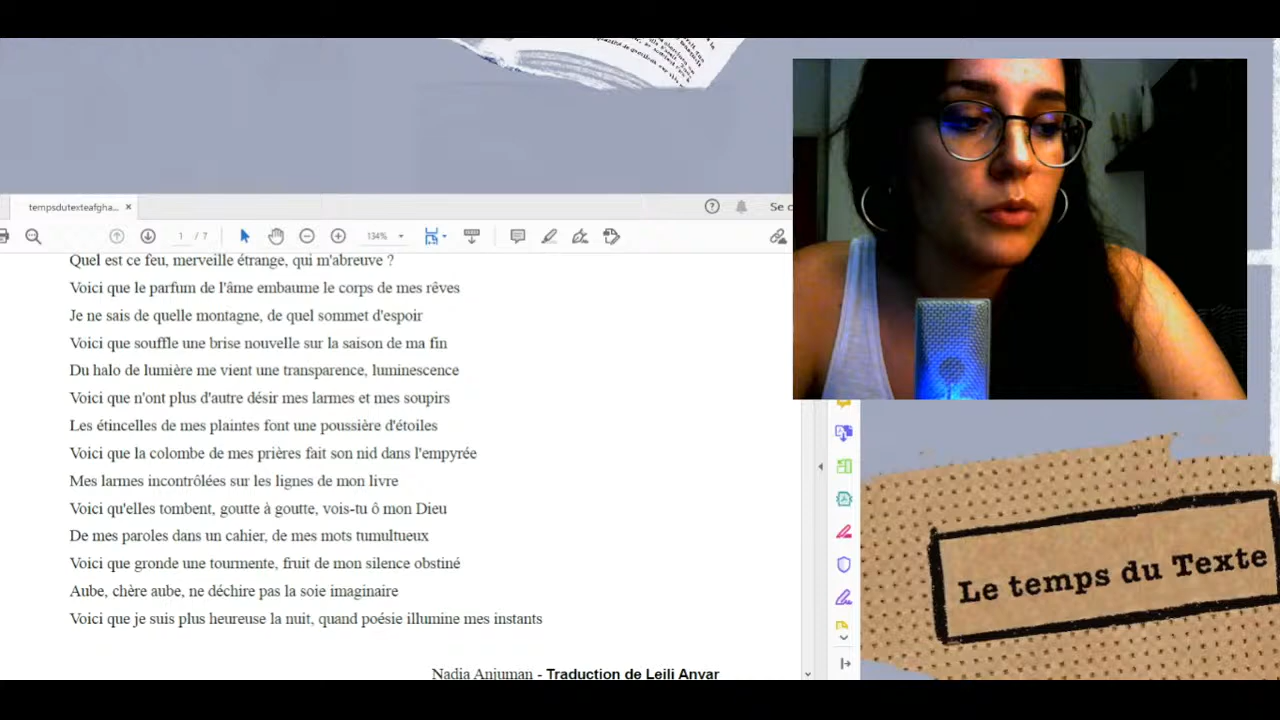 tempsdutexteafgha...
Se c
1 / 7
134%
Quel est ce feu, merveille étrange, qui m'abreuve ?
Voici que le parfum de l'âme embaume le corps de mes rêves
Je ne sais de quelle montagne, de quel sommet d'espoir
Voici que souffle une brise nouvelle sur la saison de ma fin
Du halo de lumière me vient une transparence, luminescence
Voici que n'ont plus d'autre désir mes larmes et mes soupirs
Les étincelles de mes plaintes font une poussière d'étoiles
Voici que la colombe de mes prières fait son nid dans l'empyrée
Mes larmes incontrôlées sur les lignes de mon livre
Voici qu'elles tombent, goutte à goutte, vois-tu ô mon Dieu
De mes paroles dans un cahier, de mes mots tumultueux
Voici que gronde une tourmente, fruit de mon silence obstiné
Aube, chère aube, ne déchire pas la soie imaginaire
Voici que je suis plus heureuse la nuit, quand poésie illumine mes instants
Nadia Anjuman - Traduction de Leili Anvar
Le temps du Texte